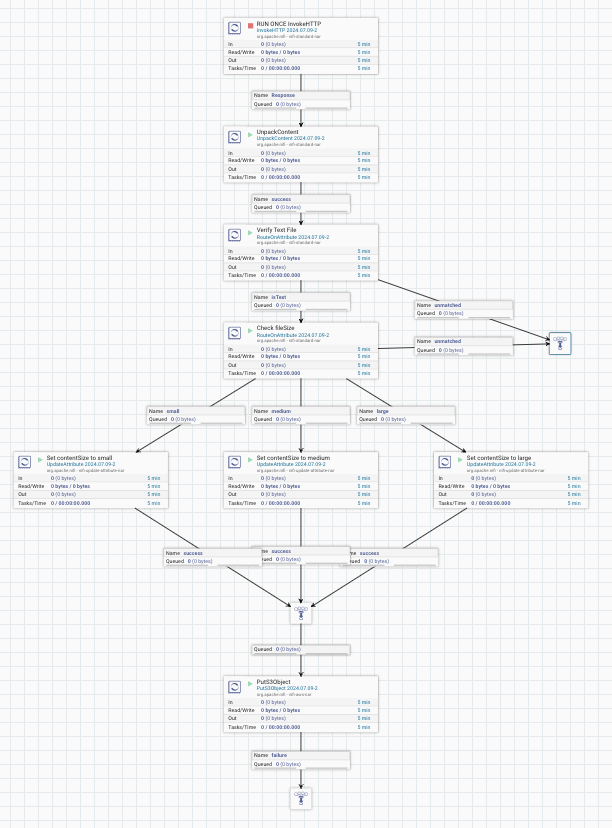 RUN ONCE InvokeHTTP
InvokeHTTP 2024.07.09-2
org.apache.nifi - nifi-standard-nar
In 0 (0 bytes) 5 min
Read/Write 0 bytes / 0 bytes 5 min
Out 0 (0 bytes) 5 min
Tasks/Time 0 / 00:00:00.000 5 min
Name Response
Queued 0 (0 bytes)
UnpackContent
UnpackContent 2024.07.09-2
org.apache.nifi - nifi-standard-nar
In 0 (0 bytes) 5 min
Read/Write 0 bytes / 0 bytes 5 min
Out 0 (0 bytes) 5 min
Tasks/Time 0 / 00:00:00.000 5 min
Name success
Queued 0 (0 bytes)
Verify Text File
RouteOnAttribute 2024.07.09-2
org.apache.nifi - nifi-standard-nar
In 0 (0 bytes) 5 min
Read/Write 0 bytes / 0 bytes 5 min
Out 0 (0 bytes) 5 min
Tasks/Time 0 / 00:00:00.000 5 min
Name isText
Queued 0 (0 bytes)
Name unmatched
Queued 0 (0 bytes)
Check fileSize
RouteOnAttribute 2024.07.09-2
org.apache.nifi - nifi-standard-nar
In 0 (0 bytes) 5 min
Read/Write 0 bytes / 0 bytes 5 min
Out 0 (0 bytes) 5 min
Tasks/Time 0 / 00:00:00.000 5 min
Name unmatched
Queued 0 (0 bytes)
Name small
Queued 0 (0 bytes)
Name medium
Queued 0 (0 bytes)
Name large
Queued 0 (0 bytes)
Set contentSize to small
UpdateAttribute 2024.07.09-2
org.apache.nifi - nifi-update-attribute-nar
In 0 (0 bytes) 5 min
Read/Write 0 bytes / 0 bytes 5 min
Out 0 (0 bytes) 5 min
Tasks/Time 0 / 00:00:00.000 5 min
Set contentSize to medium
UpdateAttribute 2024.07.09-2
org.apache.nifi - nifi-update-attribute-nar
In 0 (0 bytes) 5 min
Read/Write 0 bytes / 0 bytes 5 min
Out 0 (0 bytes) 5 min
Tasks/Time 0 / 00:00:00.000 5 min
Set contentSize to large
UpdateAttribute 2024.07.09-2
org.apache.nifi - nifi-update-attribute-nar
In 0 (0 bytes) 5 min
Read/Write 0 bytes / 0 bytes 5 min
Out 0 (0 bytes) 5 min
Tasks/Time 0 / 00:00:00.000 5 min
Name success
Queued 0 (0 bytes)
success
0 (0 bytes)
success
0 (0 bytes)
Queued 0 (0 bytes)
PutS3Object
PutS3Object 2024.07.09-2
org.apache.nifi - nifi-aws-nar
In 0 (0 bytes) 5 min
Read/Write 0 bytes / 0 bytes 5 min
Out 0 (0 bytes) 5 min
Tasks/Time 0 / 00:00:00.000 5 min
Name failure
Queued 0 (0 bytes)